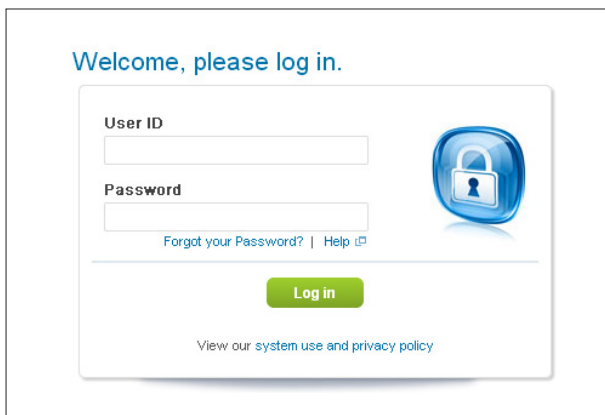 Welcome, please log in.
User ID
Password
Forgot your Password? | Help
Log in
View our system use and privacy policy